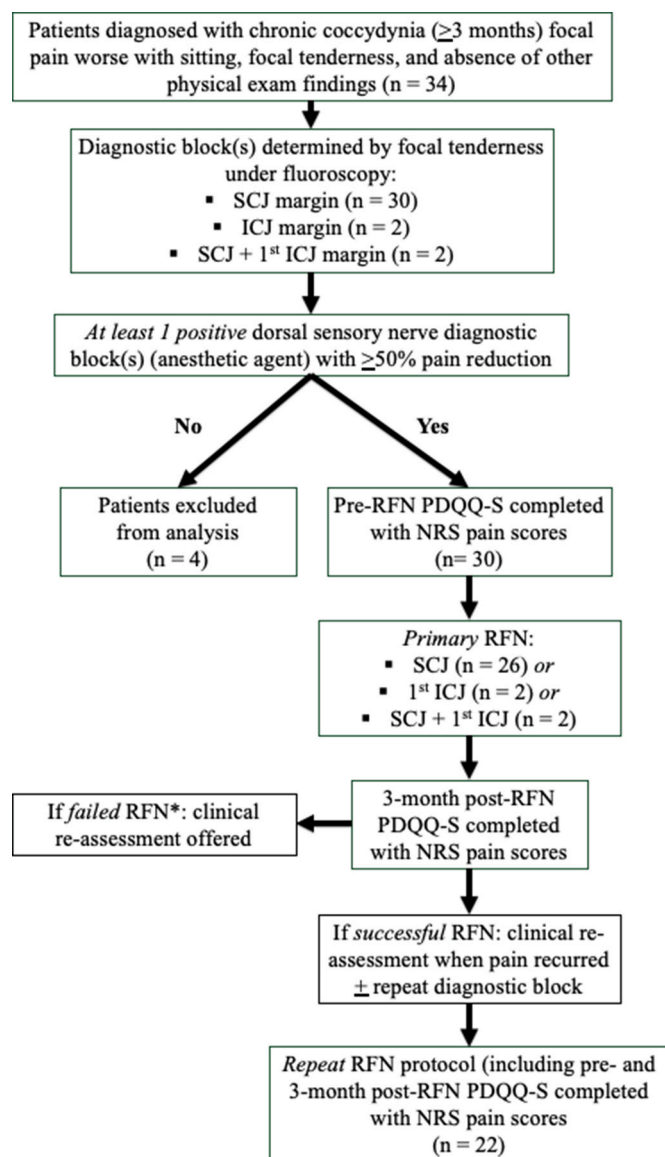 Patients diagnosed with chronic coccydynia (≥3 months) focal
pain worse with sitting, focal tenderness, and absence of other
physical exam findings (n = 34)
Diagnostic block(s) determined by focal tenderness
under fluoroscopy:
▪ SCJ margin (n = 30)
▪ ICJ margin (n = 2)
▪ SCJ + 1st ICJ margin (n = 2)
At least 1 positive dorsal sensory nerve diagnostic
block(s) (anesthetic agent) with ≥50% pain reduction
No
Yes
Patients excluded
from analysis
(n = 4)
Pre-RFN PDQQ-S completed
with NRS pain scores
(n= 30)
Primary RFN:
▪ SCJ (n = 26) or
▪ 1st ICJ (n = 2) or
▪ SCJ + 1st ICJ (n = 2)
If failed RFN*: clinical
re-assessment offered
3-month post-RFN
PDQQ-S completed
with NRS pain scores
If successful RFN: clinical re-
assessment when pain recurred
± repeat diagnostic block
Repeat RFN protocol (including pre- and
3-month post-RFN PDQQ-S completed
with NRS pain scores
(n = 22)